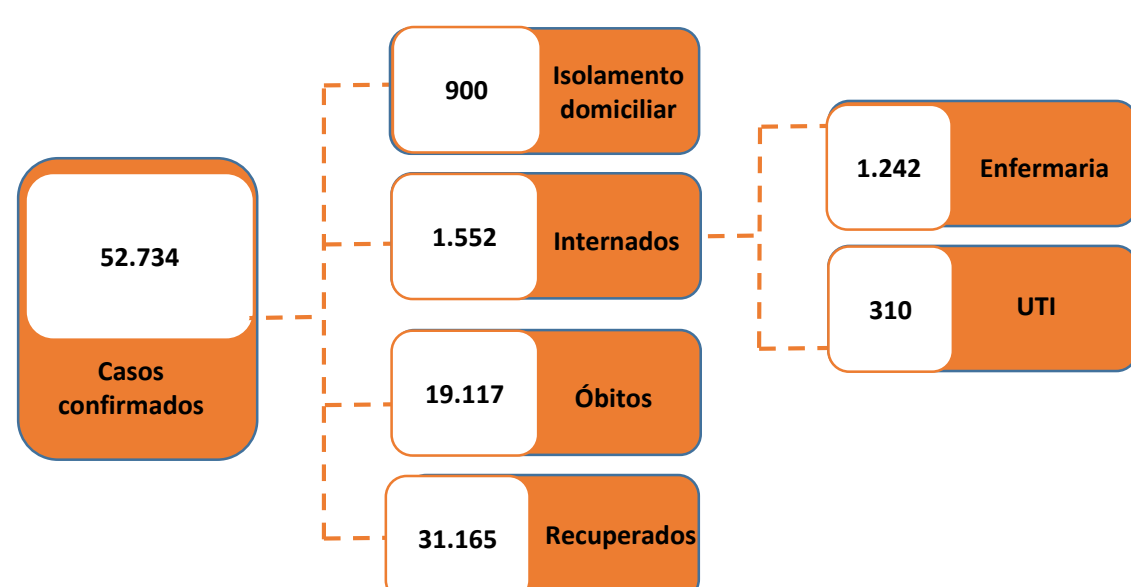 52.734
Casos
confirmados
900
Isolamento
domiciliar
1.552
Internados
1.242
Enfermaria
310
UTI
19.117
Óbitos
31.165
Recuperados